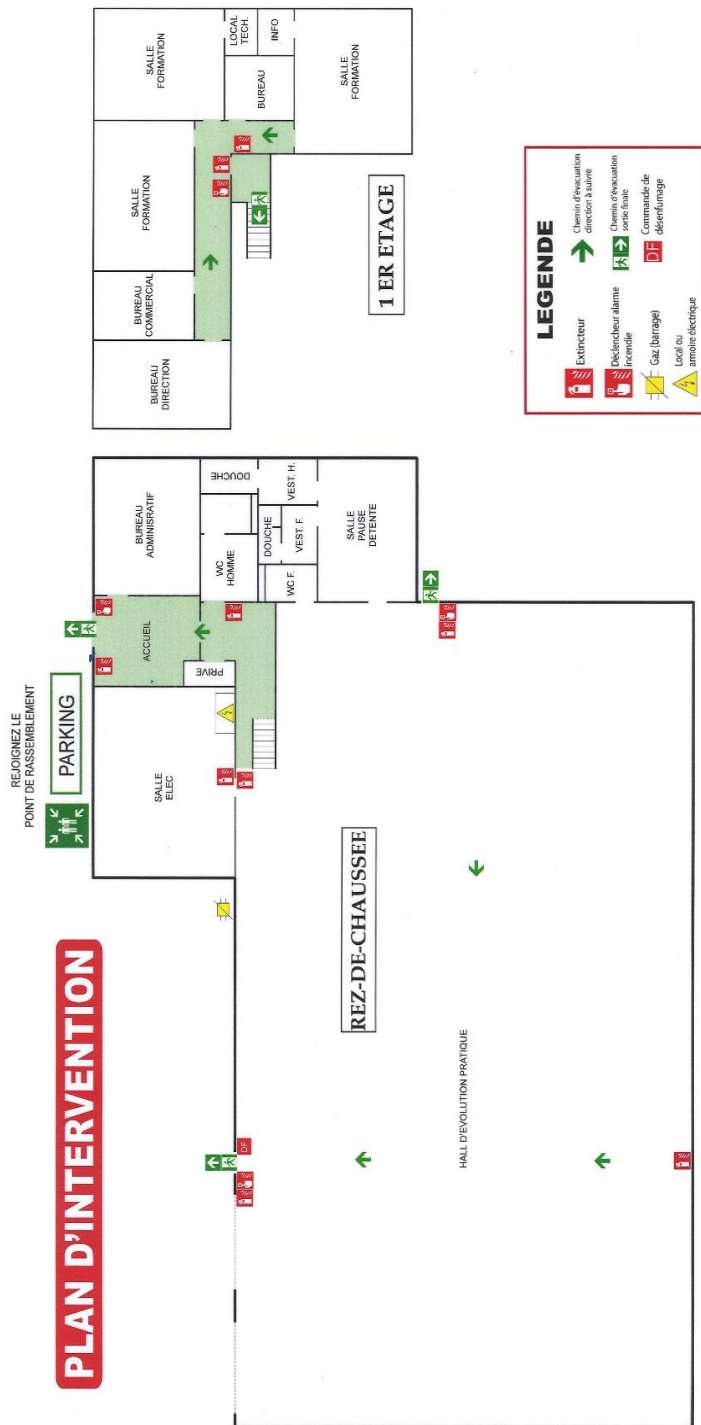 PLAN D'INTERVENTION
REJOIGNEZ LE
POINT DE RASSEMBLEMENT
PARKING
SALLE
ELEC
PRIVE
ACCUEIL
BUREAU
ADMINISRATIF
WC
HOMME
DOUCHE
DOUCHE
VEST. H.
VEST. F.
WC F.
SALLE
PAUSE
DETENTE
DF
HALL D'EVOLUTION PRATIQUE
REZ-DE-CHAUSSEE
BUREAU
DIRECTION
BUREAU
COMMERCIAL
SALLE
FORMATION
SALLE
FORMATION
LOCAL
TECH.
INFO
BUREAU
SALLE
FORMATION
1 ER ETAGE
LEGENDE
Extincteur
Déclencheur alarme
incendie
Gaz (barrage)
Local ou
armoire électrique
Chemin d'évacuation
direction à suivre
Chemin d'évacuation
sortie finale
DF
Commande de
désenfumage